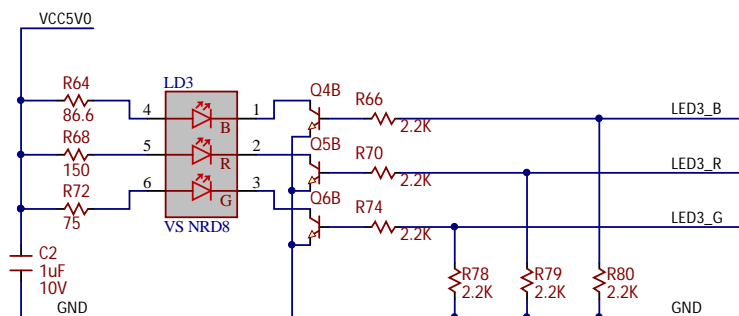 VCC5V0
R64
86.6
R68
150
R72
75
C2
1uF
10V
GND
LD3
4
5
6
B
R
G
1
2
3
VS NRD8
Q4B
Q5B
Q6B
R66
2.2K
R70
2.2K
R74
2.2K
LED3_B
LED3_R
LED3_G
R78
2.2K
R79
2.2K
R80
2.2K
GND